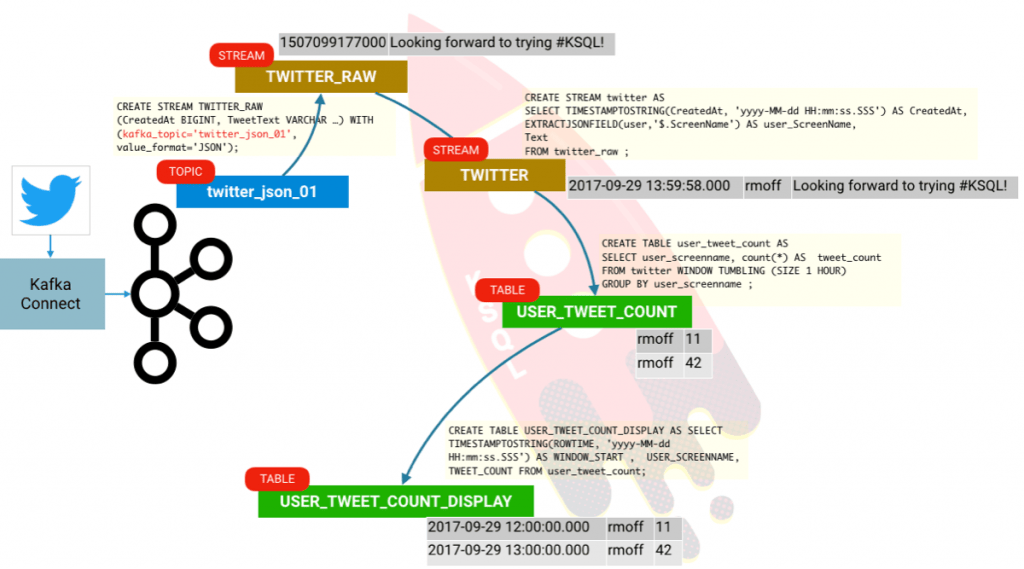 1507099177000 Looking forward to trying #KSQL!
STREAM
TWITTER_RAW
CREATE STREAM TWITTER_RAW
(CreatedAt BIGINT, TweetText VARCHAR …) WITH
(kafka_topic='twitter_json_01',
value_format='JSON');
CREATE STREAM twitter AS
SELECT TIMESTAMPTOSTRING(CreatedAt, 'yyyy-MM-dd HH:mm:ss.SSS') AS CreatedAt,
EXTRACTJSONFIELD(user,'$.ScreenName') AS user_ScreenName,
Text
FROM twitter_raw ;
TOPIC
twitter_json_01
STREAM
TWITTER
2017-09-29 13:59:58.000 rmoff Looking forward to trying #KSQL!
Kafka
Connect
CREATE TABLE user_tweet_count AS
SELECT user_screenname, count(*) AS tweet_count
FROM twitter WINDOW TUMBLING (SIZE 1 HOUR)
GROUP BY user_screenname ;
KSQL
TABLE
USER_TWEET_COUNT
rmoff 11
rmoff 42
CREATE TABLE USER_TWEET_COUNT_DISPLAY AS SELECT
TIMESTAMPTOSTRING(ROWTIME, 'yyyy-MM-dd
HH:mm:ss.SSS') AS WINDOW_START , USER_SCREENNAME,
TWEET_COUNT FROM user_tweet_count;
TABLE
USER_TWEET_COUNT_DISPLAY
2017-09-29 12:00:00.000 rmoff 11
2017-09-29 13:00:00.000 rmoff 42